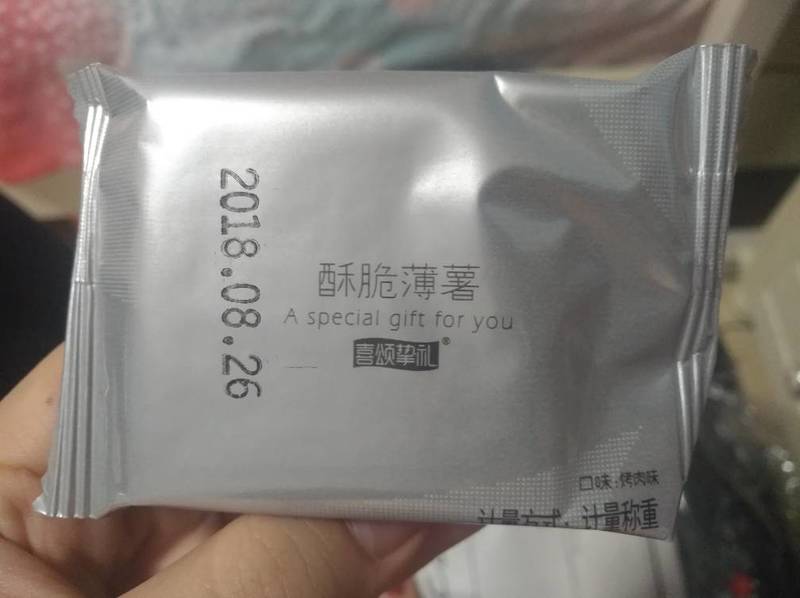 2018.08.26
酥脆薄薯
A special gift for you
喜颂挚礼®
口味：烤肉味
计量方式：计量称重